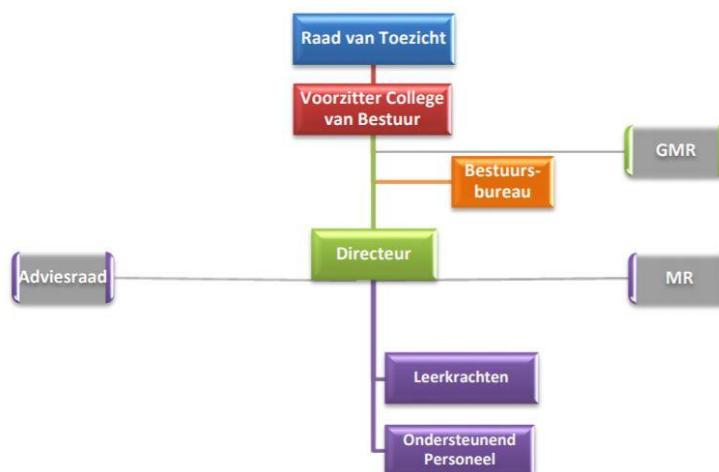 Raad van Toezicht
Voorzitter College
van Bestuur
GMR
Bestuurs-
bureau
Directeur
Adviesraad
MR
Leerkrachten
Ondersteunend
Personeel